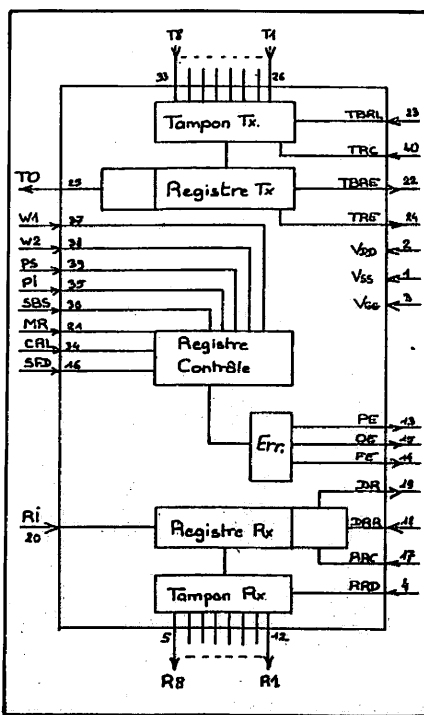 T8 T1
33 26
Tampon Tx.
TBRL 23
TRC 40
TO 25
Registre Tx
TBRE 22
TRE 24
W1 37
W2 38
PS 39
Pi 35
SBS 36
MR 21
CRL 34
SFD 16
VDD 2
VSS 1
VGG 3
Registre
Contrôle
Err.
PE 13
OE 15
FE 14
DR 19
Ri 20
Registre Rx
DRR 18
RRC 17
Tampon Rx.
RRD 4
5 12
R8 R1